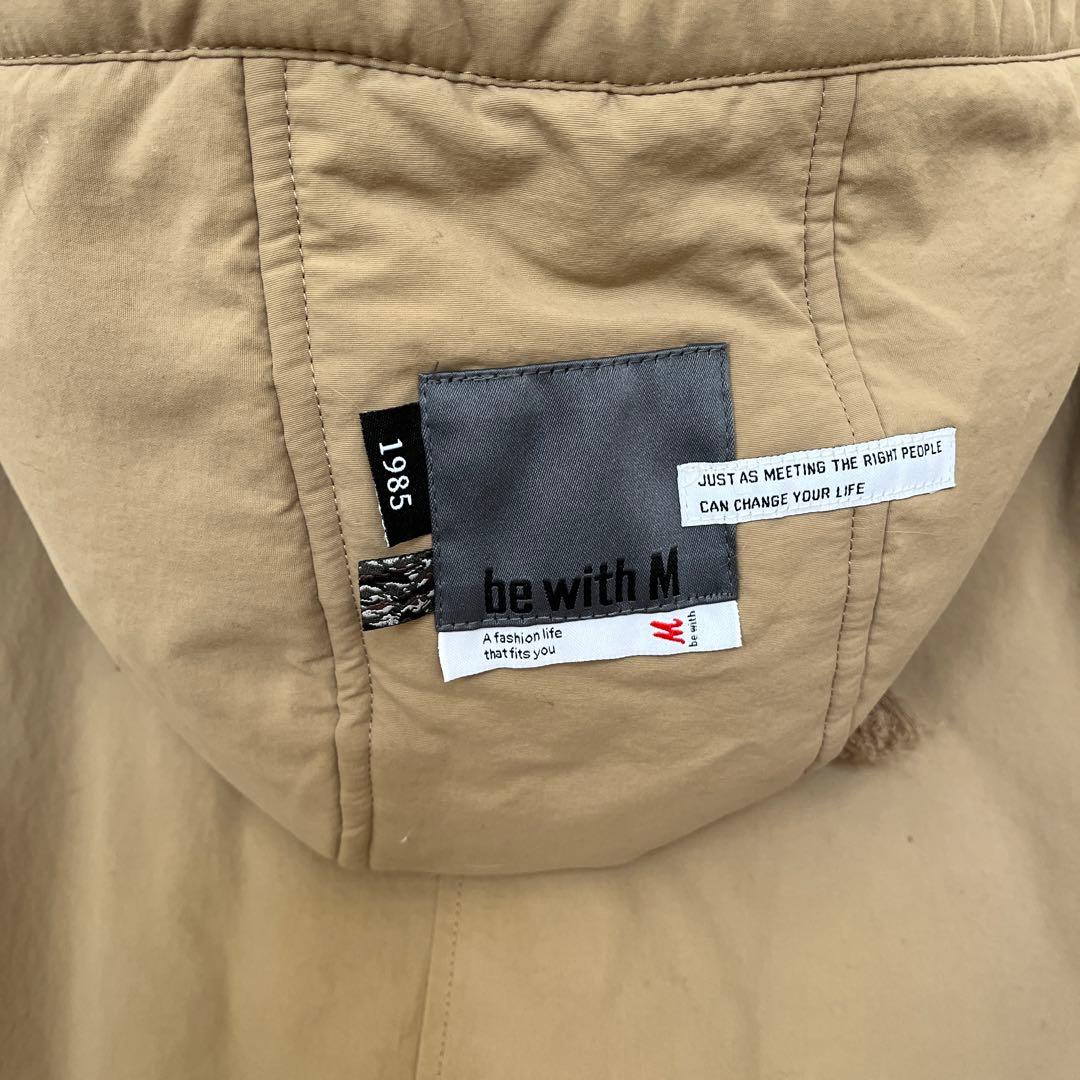 1985
JUST AS MEETING THE RIGHT PEOPLE
CAN CHANGE YOUR LIFE
be with M
A fashion life
that fits you
M
be with